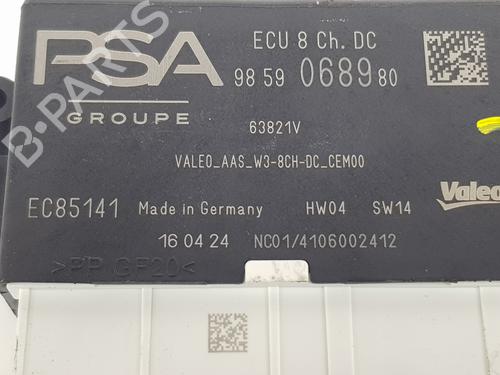 PSA ECU 8 Ch. DC
98 59 0689 80
GROUPE
63821V
VALEO_AAS_W3-8CH-DC_CEM00
EC85141 Made in Germany HW04 SW14 Valeo
16 04 24 NC01/4106002412
>PP GF20<
B-PARTS